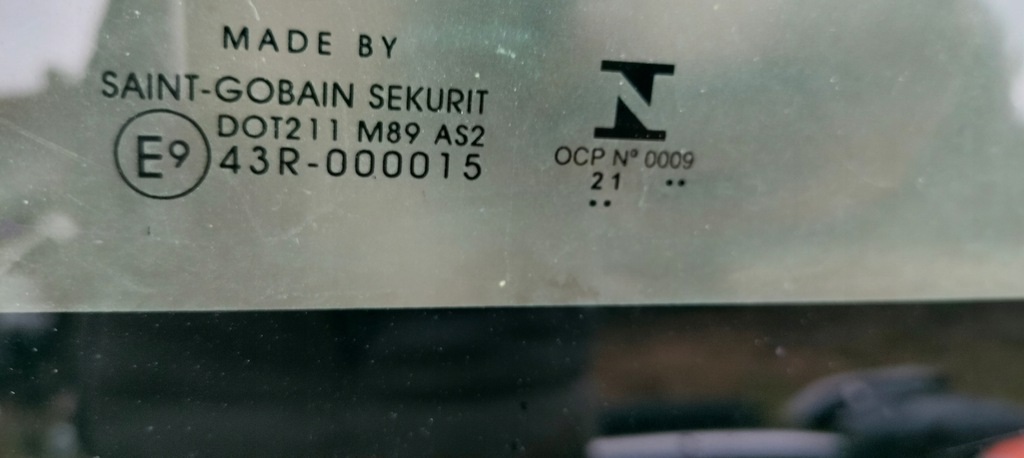 MADE BY
SAINT-GOBAIN SEKURIT
E9
DOT211 M89 AS2
43R-000015
N
OCP Nº 0009
21 ..
..